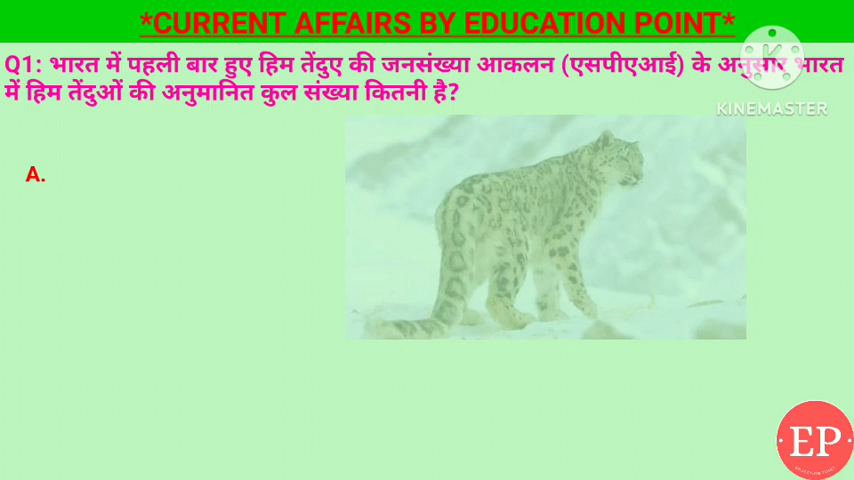 *CURRENT AFFAIRS BY EDUCATION POINT*
Q1: भारत में पहली बार हुए हिम तेंदुए की जनसंख्या आकलन (एसपीएआई) के अनुसार भारत
में हिम तेंदुओं की अनुमानित कुल संख्या कितनी है?
KINEMASTER
A.
EP